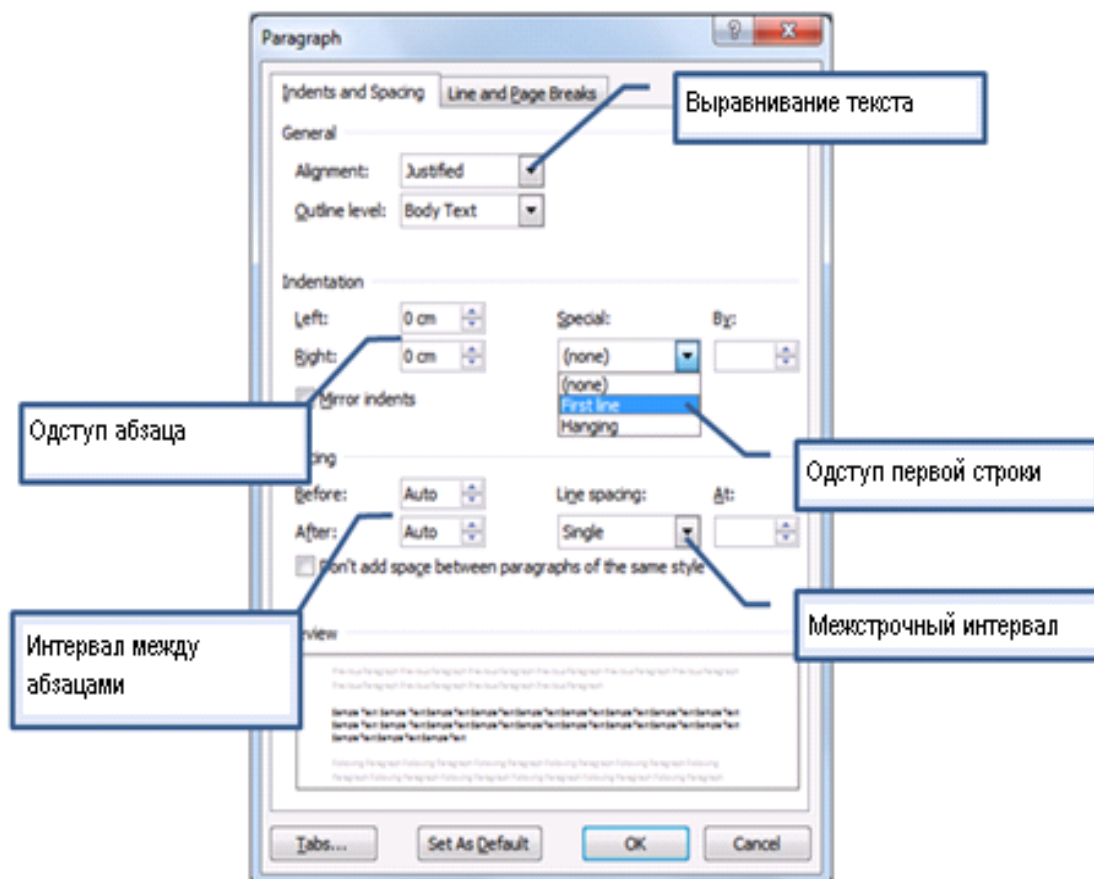 Paragraph
Indents and Spacing
Line and Page Breaks
Выравнивание текста
General
Alignment:
Justified
Outline level:
Body Text
Indentation
Left:
0 cm
Special:
By:
Right:
0 cm
(none)
Mirror indents
(none)
First line
Hanging
Одступ абзаца
Одступ первой строки
Before:
Auto
Line spacing:
At:
After:
Auto
Single
Don't add space between paragraphs of the same style
Интервал между
абзацами
Межстрочный интервал
Tabs...
Set As Default
OK
Cancel